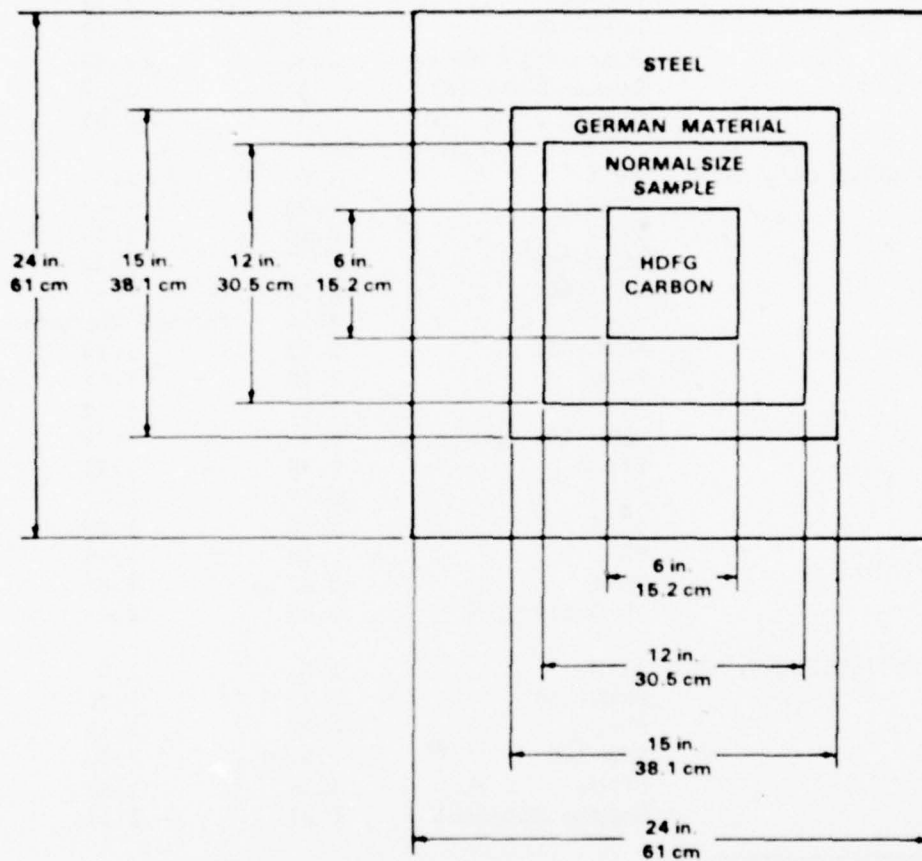 STEEL
GERMAN MATERIAL
NORMAL SIZE
SAMPLE
HDFG
CARBON
24 in.
61 cm
15 in.
38.1 cm
12 in.
30.5 cm
6 in.
15.2 cm
6 in.
15.2 cm
12 in.
30.5 cm
15 in.
38.1 cm
24 in.
61 cm